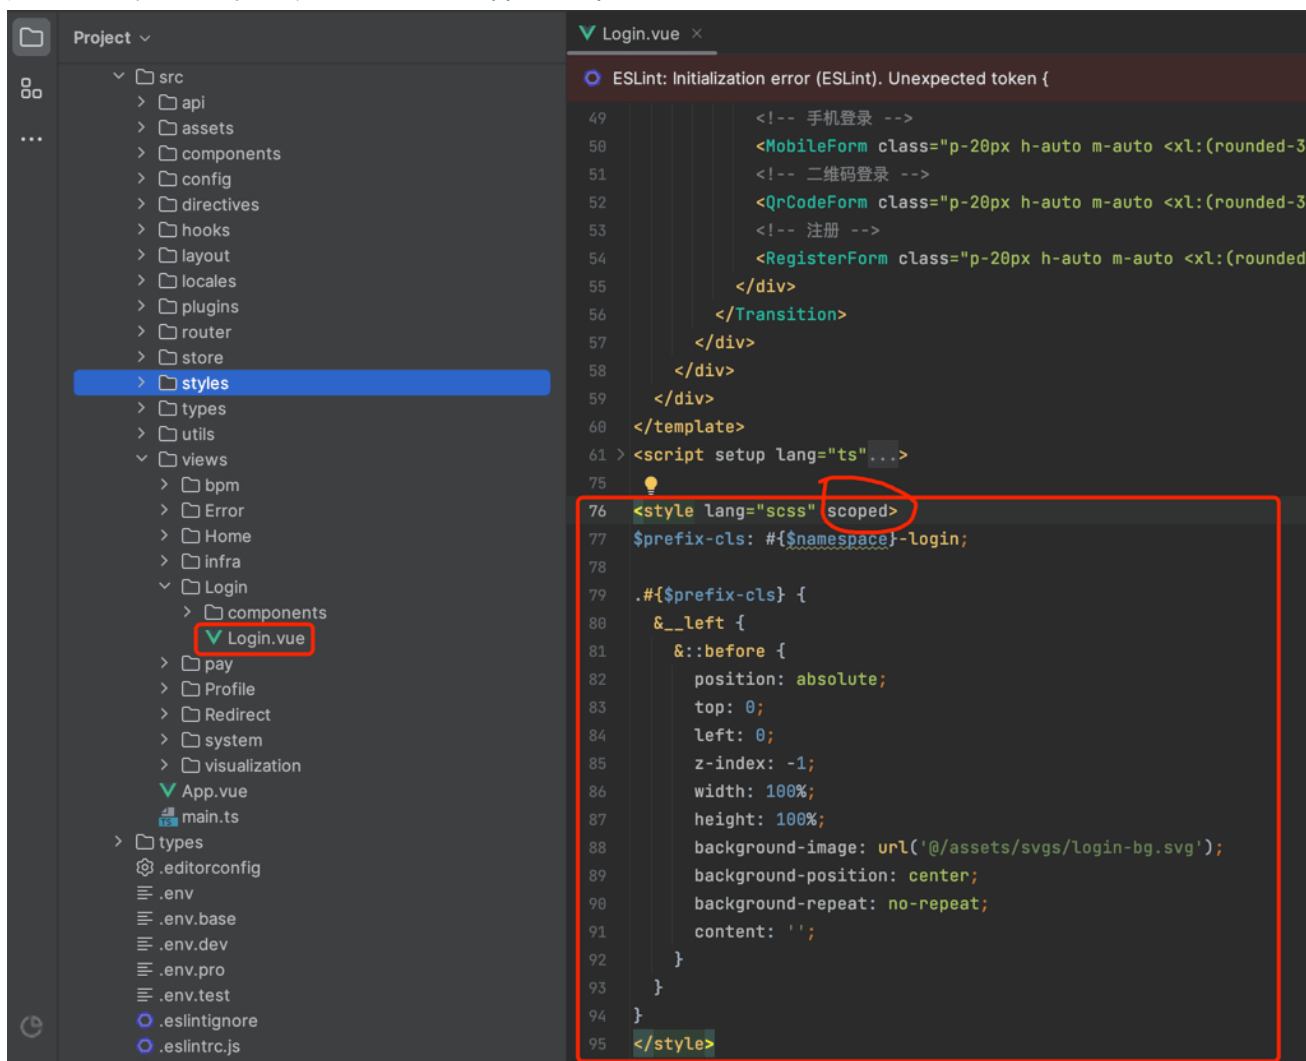 Project
src
api
assets
components
config
directives
hooks
layout
locales
plugins
router
store
styles
types
utils
views
bpm
Error
Home
infra
Login
components
Login.vue
pay
Profile
Redirect
system
visualization
App.vue
main.ts
types
.editorconfig
.env
.env.base
.env.dev
.env.pro
.env.test
.eslintignore
.eslintrc.js
Login.vue
ESLint: Initialization error (ESLint). Unexpected token {
49 <!-- 手机登录 -->
50 <MobileForm class="p-20px h-auto m-auto <xl:(rounded-3
51 <!-- 二维码登录 -->
52 <QrCodeForm class="p-20px h-auto m-auto <xl:(rounded-3
53 <!-- 注册 -->
54 <RegisterForm class="p-20px h-auto m-auto <xl:(rounded
55 </div>
56 </Transition>
57 </div>
58 </div>
59 </div>
60 </template>
61 <script setup lang="ts"...>
75
76 <style lang="scss" scoped>
77 $prefix-cls: #{$namespace}-login;
78
79 .#{$prefix-cls} {
80 &__left {
81 &::before {
82 position: absolute;
83 top: 0;
84 left: 0;
85 z-index: -1;
86 width: 100%;
87 height: 100%;
88 background-image: url('@/assets/svgs/login-bg.svg');
89 background-position: center;
90 background-repeat: no-repeat;
91 content: '';
92 }
93 }
94 }
95 </style>